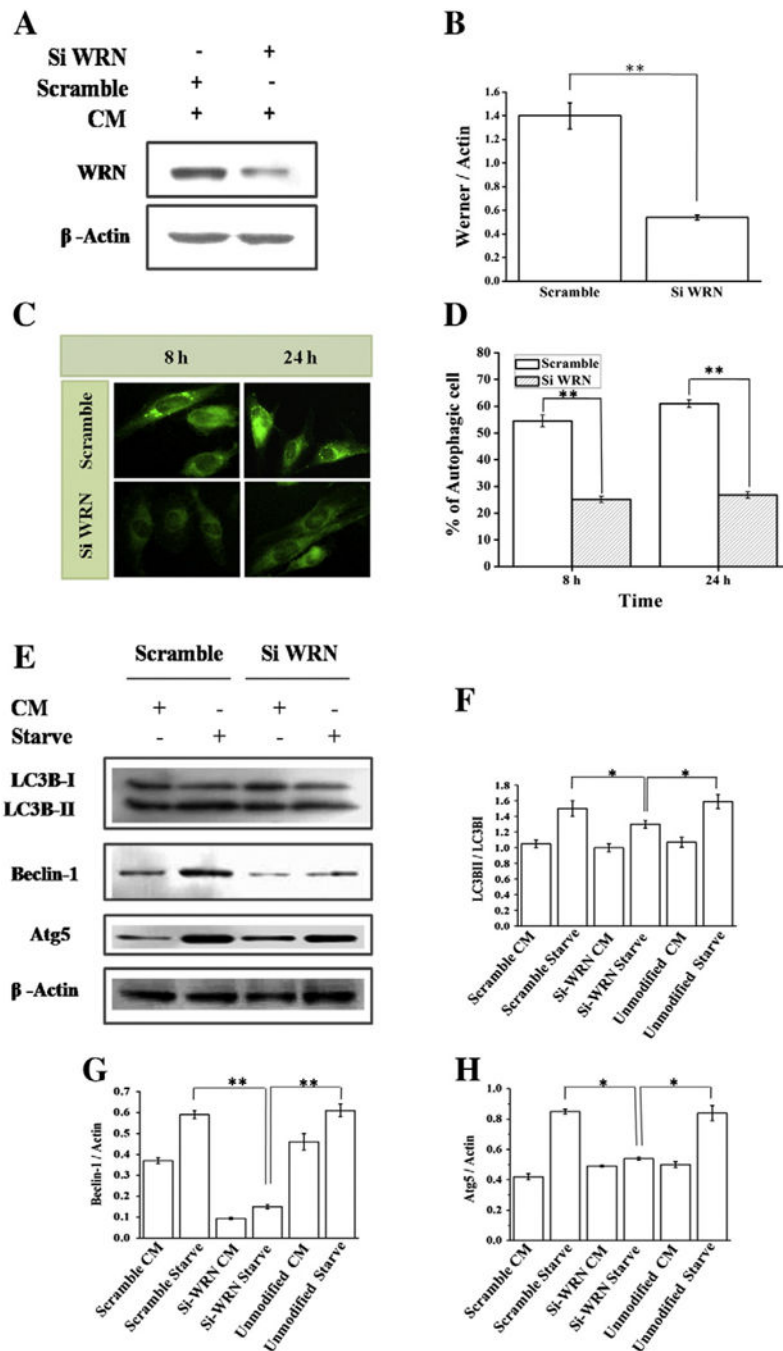 A
Si WRN - +
Scramble + -
CM + +
WRN
β -Actin
B
**
Werner / Actin
1.6
1.4
1.2
1.0
0.8
0.6
0.4
0.2
0.0
Scramble Si WRN
C
8 h 24 h
Scramble
Si WRN
D
% of Autophagic cell
80
70
60
50
40
30
20
10
0
Scramble
Si WRN
** **
8 h 24 h
Time
E
Scramble Si WRN
CM + - + -
Starve - + - +
LC3B-I
LC3B-II
Beclin-1
Atg5
β -Actin
F
* *
LC3BII / LC3BI
1.8
1.6
1.4
1.2
1.0
0.8
0.6
0.4
0.2
0.0
Scramble CM
Scramble Starve
Si-WRN CM
Si-WRN Starve
Unmodified CM
Unmodified Starve
G
** **
Beclin-1 / Actin
0.7
0.6
0.5
0.4
0.3
0.2
0.1
0.0
Scramble CM
Scramble Starve
Si-WRN CM
Si-WRN Starve
Unmodified CM
Unmodified Starve
H
* *
Atg5 / Actin
1.0
0.8
0.6
0.4
0.2
0.0
Scramble CM
Scramble Starve
Si-WRN CM
Si-WRN Starve
Unmodified CM
Unmodified Starve